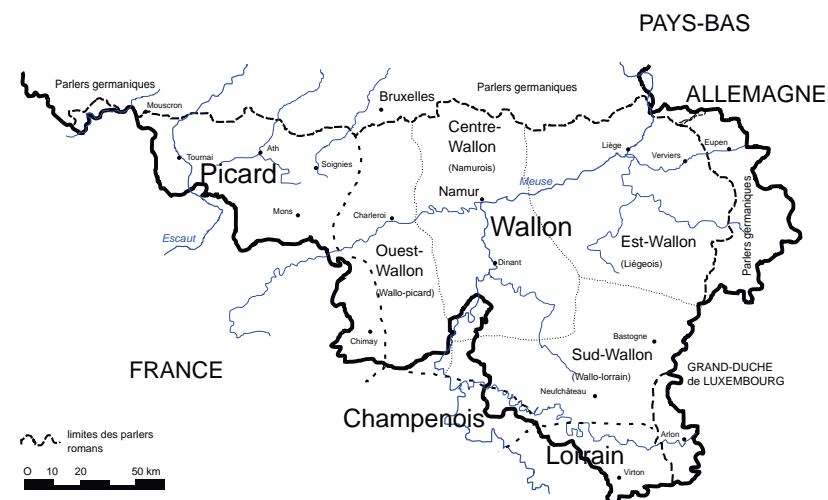 PAYS-BAS
Parlers germaniques
Parlers germaniques
ALLEMAGNE
Bruxelles
Mouscron
Centre-
Wallon
(Namurois)
Ath
Liège
Eupen
Tournai
Soignies
Verviers
Picard
Meuse
Namur
Mons
Charleroi
Wallon
Parlers germaniques
Escaut
Ouest-
Wallon
(Wallo-picard)
Est-Wallon
(Liégeois)
Dinant
Chimay
Bastogne
Sud-Wallon
(Wallo-lorrain)
FRANCE
GRAND-DUCHE
de LUXEMBOURG
Neufchâteau
Champenois
limites des parlers
romans
Arlon
Lorrain
Virton
O 10 20 50 km